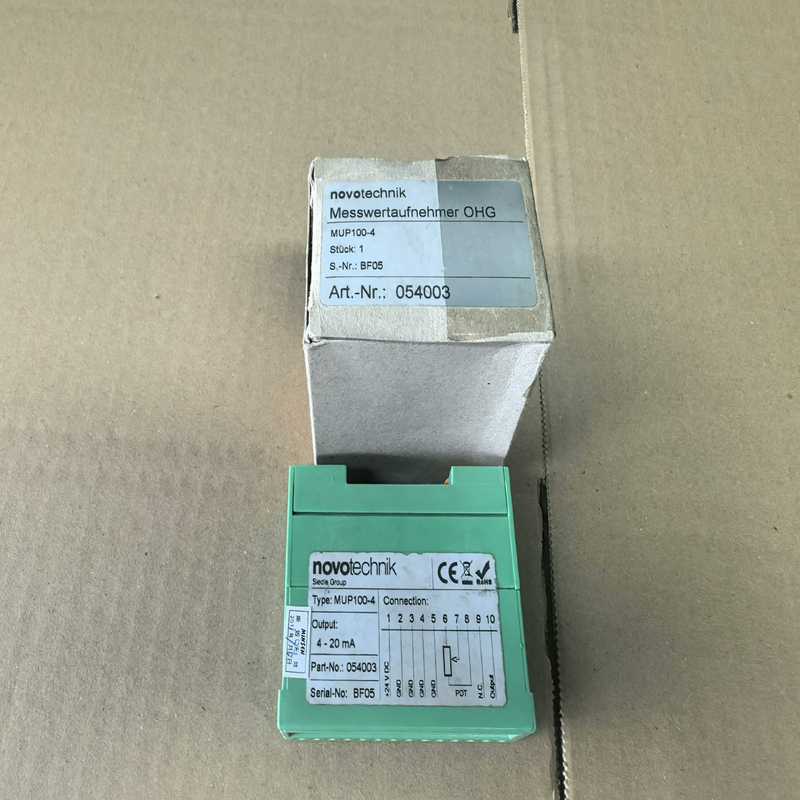 novotechnik
Messwertaufnehmer OHG
MUP100-4
Stück: 1
S.-Nr.: BF05
Art.-Nr.: 054003
novotechnik
Siedle Group
CE
RoHS
Type: MUP100-4
Connection:
1 2 3 4 5 6 7 8 9 10
Output:
4 - 20 mA
Part-No.: 054003
Serial-No: BF05
+24 V DC
GND
GND
GND
GND
POT
N.C.
Output